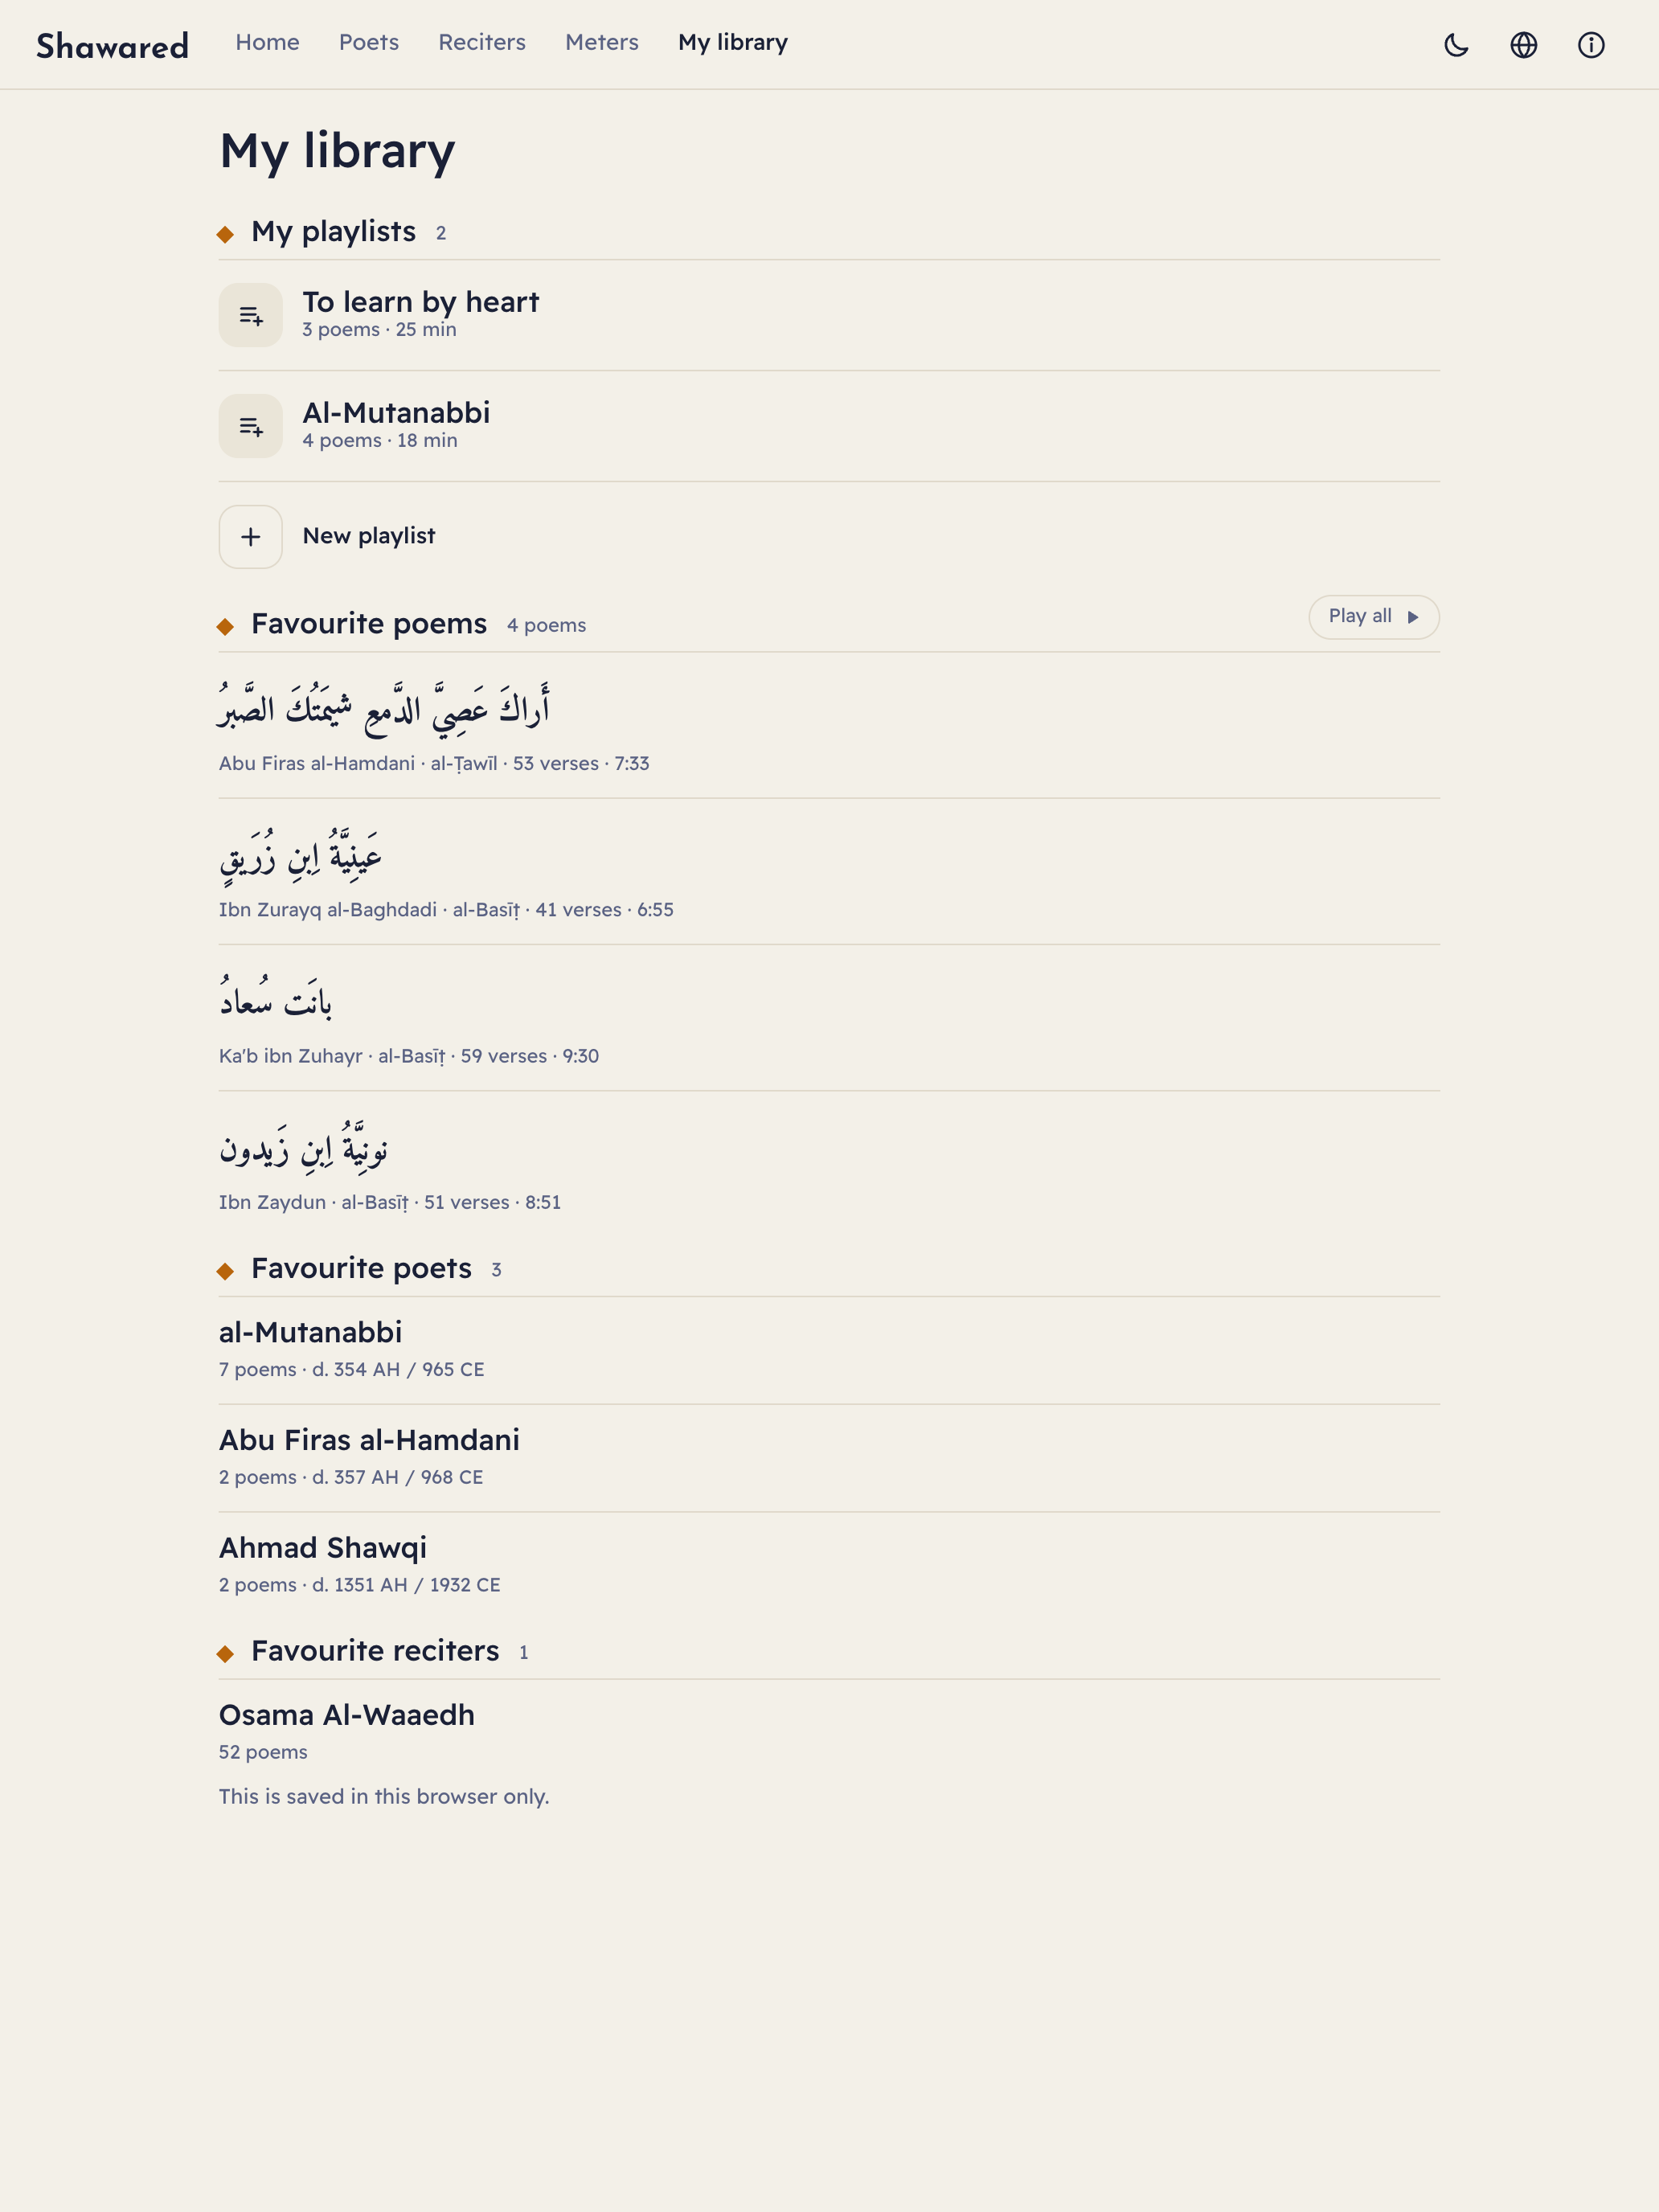 Shawared
Home
Poets
Reciters
Meters
My library
My library
My playlists 2
To learn by heart
3 poems · 25 min
Al-Mutanabbi
4 poems · 18 min
New playlist
Favourite poems 4 poems
Play all
أَراكَ عَصِيَّ الدَّمعِ شيمَتُكَ الصَّبرُ
Abu Firas al-Hamdani · al-Ṭawīl · 53 verses · 7:33
عَينِيَّةُ اِبنِ زُرَيقٍ
Ibn Zurayq al-Baghdadi · al-Basīṭ · 41 verses · 6:55
بانَت سُعادُ
Ka'b ibn Zuhayr · al-Basīṭ · 59 verses · 9:30
نونِيَّةُ اِبنِ زَيدون
Ibn Zaydun · al-Basīṭ · 51 verses · 8:51
Favourite poets 3
al-Mutanabbi
7 poems · d. 354 AH / 965 CE
Abu Firas al-Hamdani
2 poems · d. 357 AH / 968 CE
Ahmad Shawqi
2 poems · d. 1351 AH / 1932 CE
Favourite reciters 1
Osama Al-Waaedh
52 poems
This is saved in this browser only.